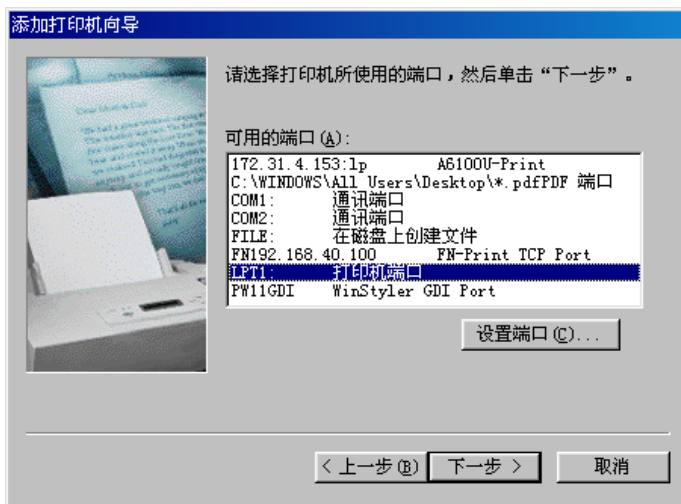 添加打印机向导
请选择打印机所使用的端口，然后单击“下一步”。
可用的端口(A):
172.31.4.153:lp A6100U-Print
C:\WINDOWS\All Users\Desktop\*.pdfPDF 端口
COM1: 通讯端口
COM2: 通讯端口
FILE: 在磁盘上创建文件
FN192.168.40.100 FN-Print TCP Port
LPT1: 打印机端口
PW11GDI WinStyler GDI Port
设置端口(C)...
< 上一步(B) 下一步 > 取消